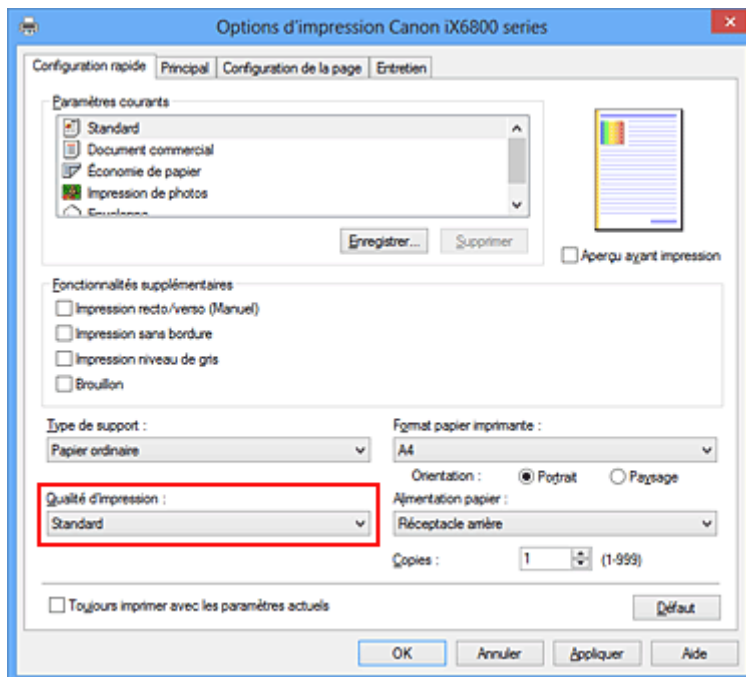 Options d'impression Canon iX6800 series
Configuration rapide Principal Configuration de la page Entretien
Paramètres courants
Standard
Document commercial
Économie de papier
Impression de photos
Enregistrer... Supprimer
Aperçu avant impression
Fonctionnalités supplémentaires
Impression recto/verso (Manuel)
Impression sans bordure
Impression niveau de gris
Brouillon
Type de support :
Papier ordinaire
Format papier imprimante :
A4
Orientation : Portrait Paysage
Qualité d'impression :
Standard
Alimentation papier :
Réceptacle arrière
Copies : 1 (1-999)
Toujours imprimer avec les paramètres actuels
Défaut
OK Annuler Appliquer Aide